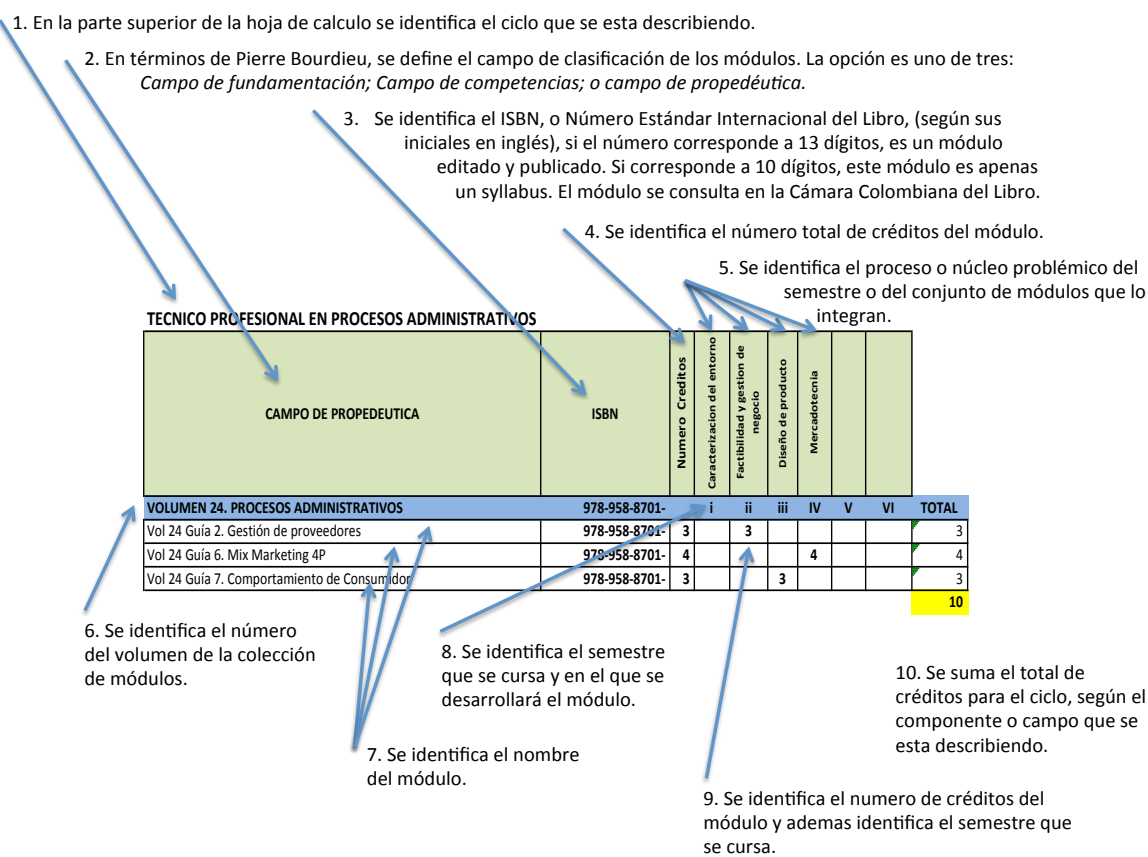 1. En la parte superior de la hoja de calculo se identifica el ciclo que se esta describiendo.
2. En términos de Pierre Bourdieu, se define el campo de clasificación de los módulos. La opción es uno de tres:
Campo de fundamentación; Campo de competencias; o campo de propedéutica.
3. Se identifica el ISBN, o Número Estándar Internacional del Libro, (según sus
iniciales en inglés), si el número corresponde a 13 dígitos, es un módulo
editado y publicado. Si corresponde a 10 dígitos, este módulo es apenas
un syllabus. El módulo se consulta en la Cámara Colombiana del Libro.
4. Se identifica el número total de créditos del módulo.
5. Se identifica el proceso o núcleo problémico del
semestre o del conjunto de módulos que lo
integran.
TECNICO PROFESIONAL EN PROCESOS ADMINISTRATIVOS
CAMPO DE PROPEDEUTICA
ISBN
Numero Creditos
Caracterizacion del entorno
Factibilidad y gestion de
negocio
Diseño de producto
Mercadotecnia
VOLUMEN 24. PROCESOS ADMINISTRATIVOS 978-958-8701- i ii iii IV V VI TOTAL
Vol 24 Guía 2. Gestión de proveedores 978-958-8701- 3 3 3
Vol 24 Guía 6. Mix Marketing 4P 978-958-8701- 4 4 4
Vol 24 Guía 7. Comportamiento de Consumidor 978-958-8701- 3 3 3
10
6. Se identifica el número
del volumen de la colección
de módulos.
7. Se identifica el nombre
del módulo.
8. Se identifica el semestre
que se cursa y en el que se
desarrollará el módulo.
9. Se identifica el numero de créditos del
módulo y ademas identifica el semestre que
se cursa.
10. Se suma el total de
créditos para el ciclo, según el
componente o campo que se
esta describiendo.